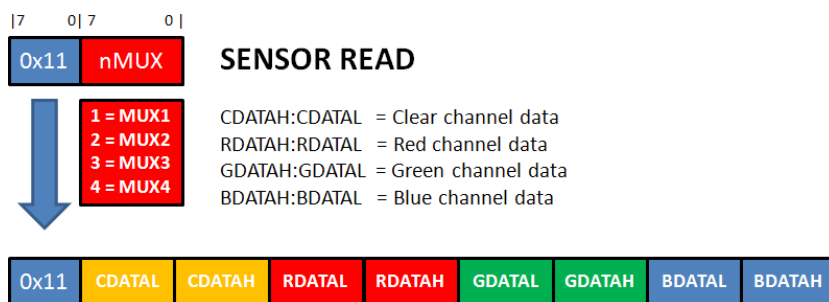 |7 0| 7 0 |
0x11 nMUX
SENSOR READ
1 = MUX1
2 = MUX2
3 = MUX3
4 = MUX4
CDATAH:CDATAL = Clear channel data
RDATAH:RDATAL = Red channel data
GDATAH:GDATAL = Green channel data
BDATAH:BDATAL = Blue channel data
0x11 CDATAL CDATAH RDATAL RDATAH GDATAL GDATAH BDATAL BDATAH